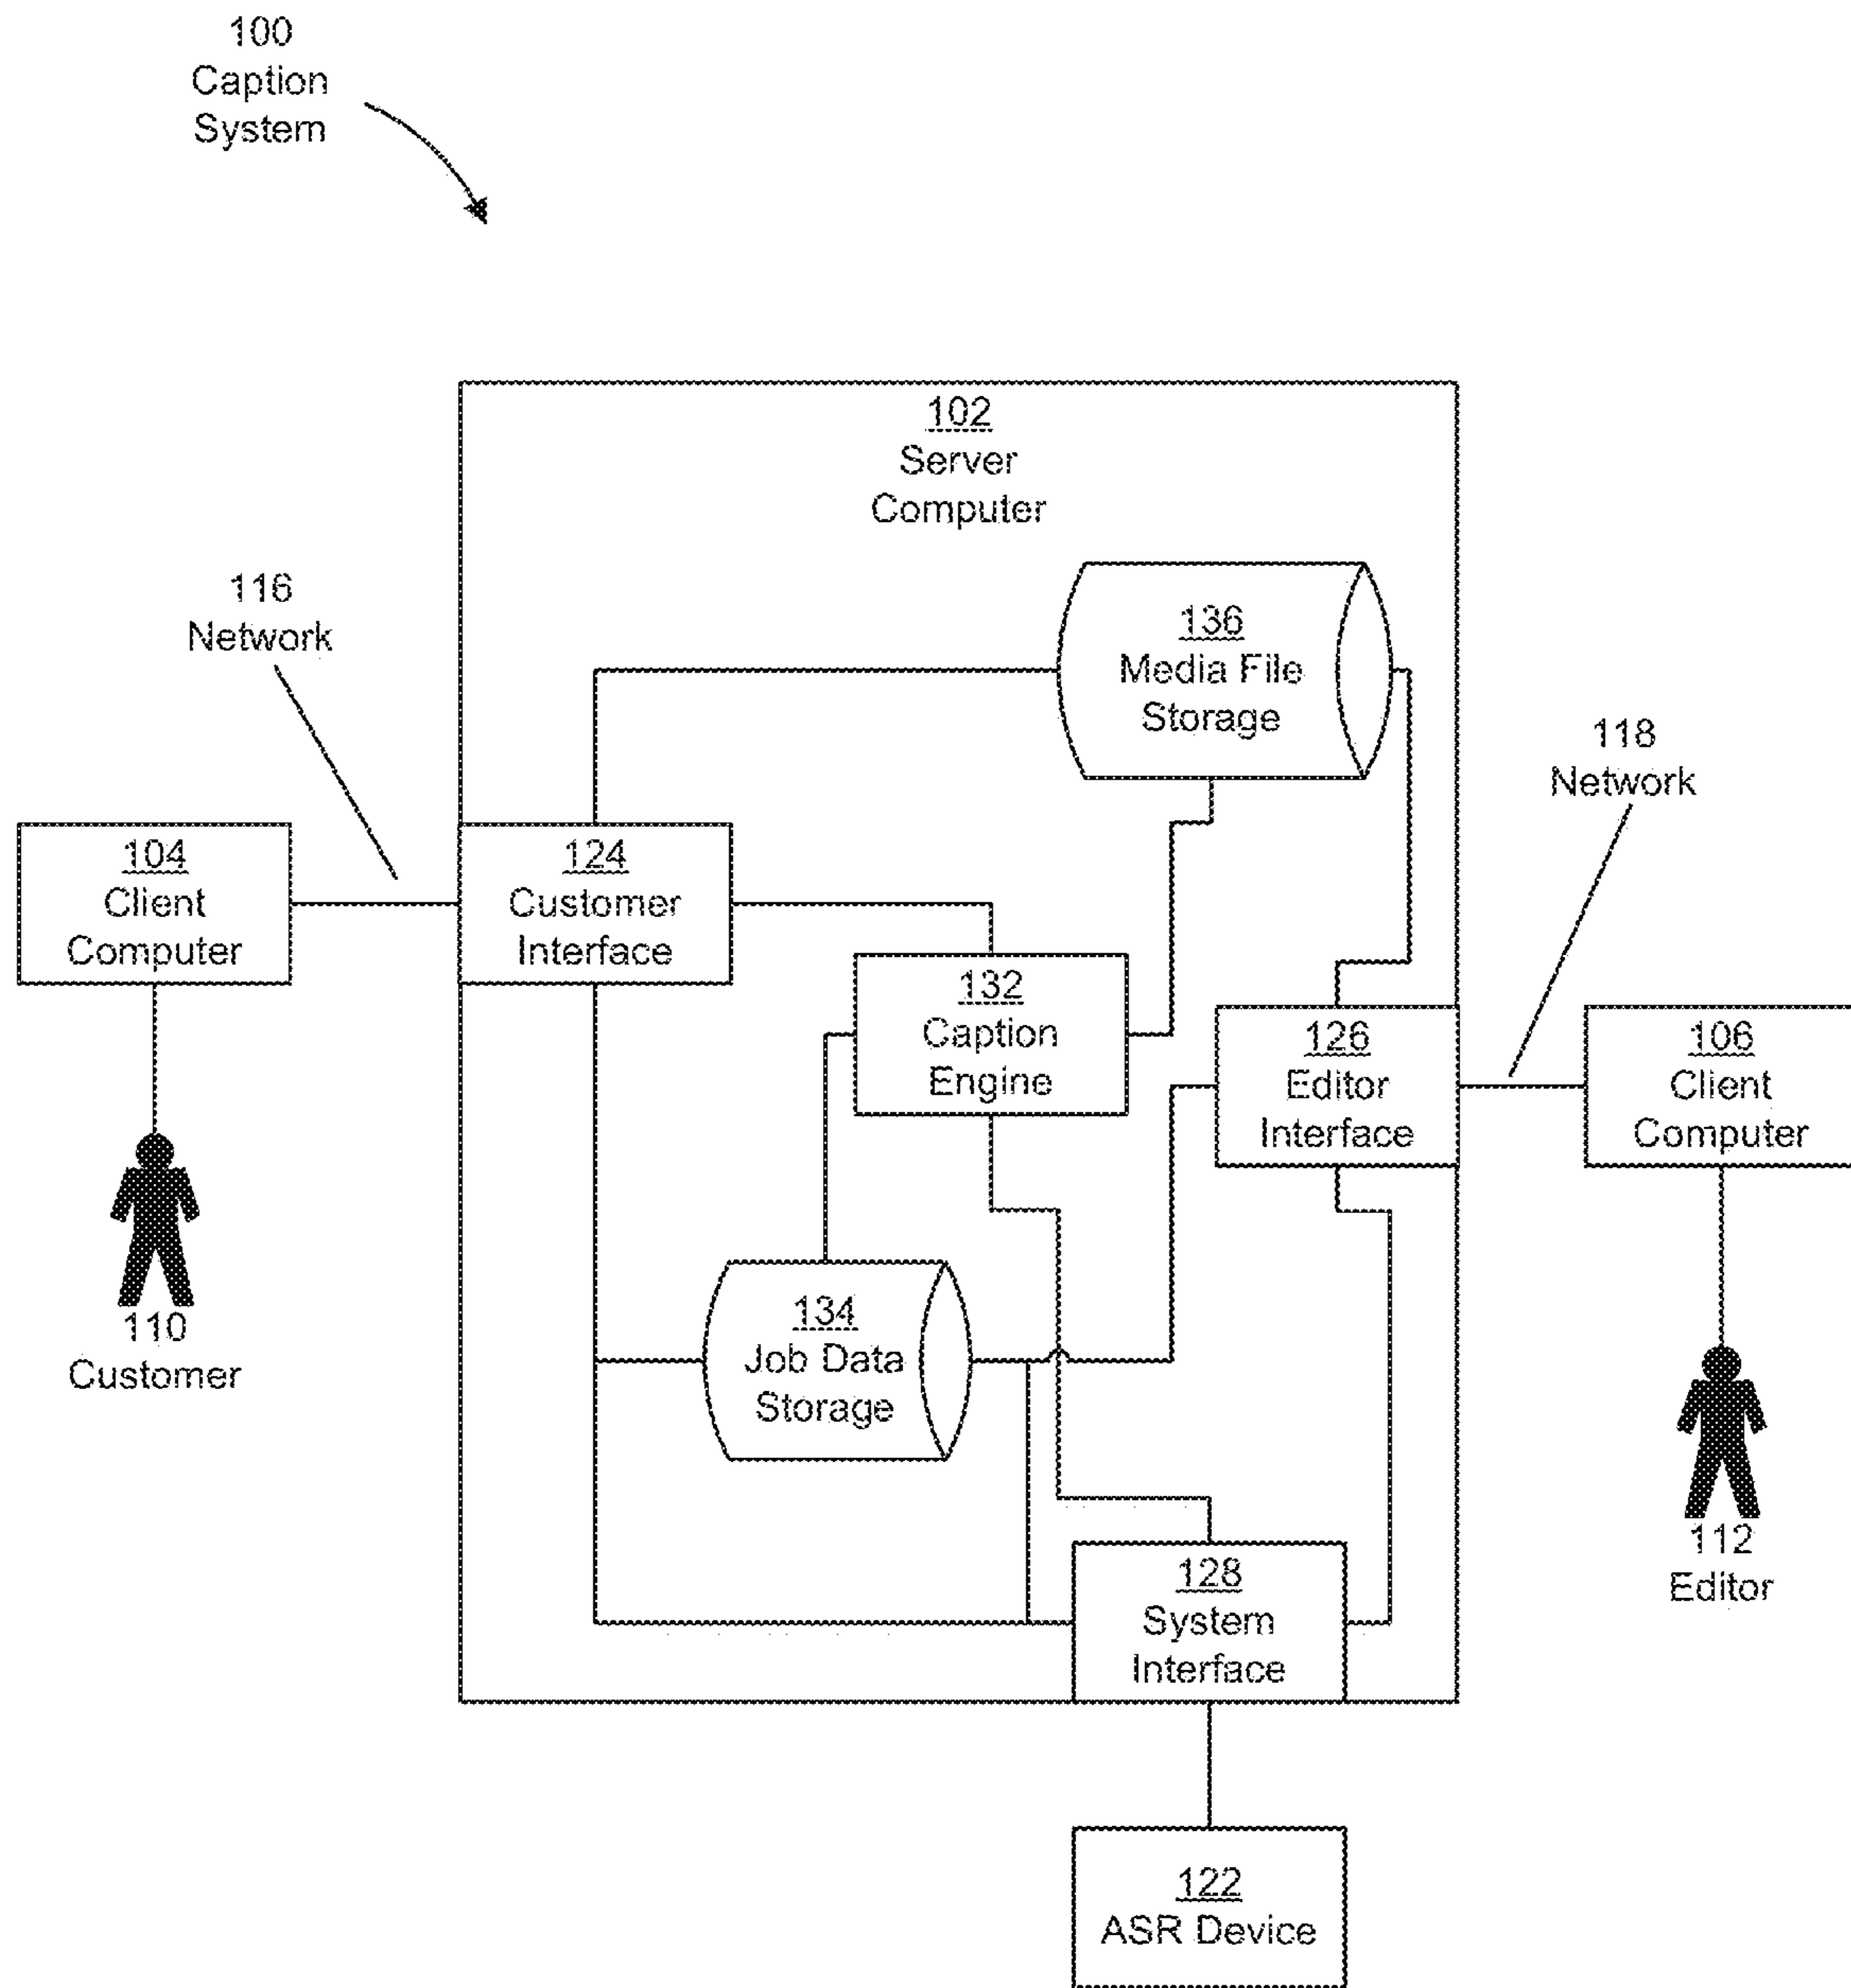 100
Caption
System
102
Server
Computer
116
Network
136
Media File
Storage
118
Network
104
Client
Computer
124
Customer
Interface
132
Caption
Engine
126
Editor
Interface
106
Client
Computer
110
Customer
134
Job Data
Storage
112
Editor
128
System
Interface
122
ASR Device